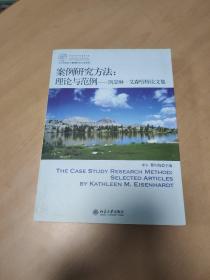 案例研究方法：
理论与范例——凯瑟琳·艾森哈特论文集
THE CASE STUDY RESEARCH METHOD:
SELECTED ARTICLES
BY KATHLEEN M. EISENHARDT
北京大学出版社